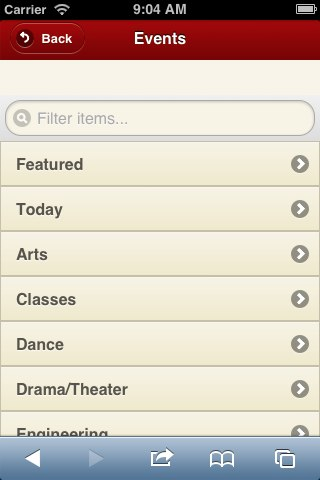 Carrier 9:04 AM
Back Events
Filter items...
Featured
Today
Arts
Classes
Dance
Drama/Theater
Engineering